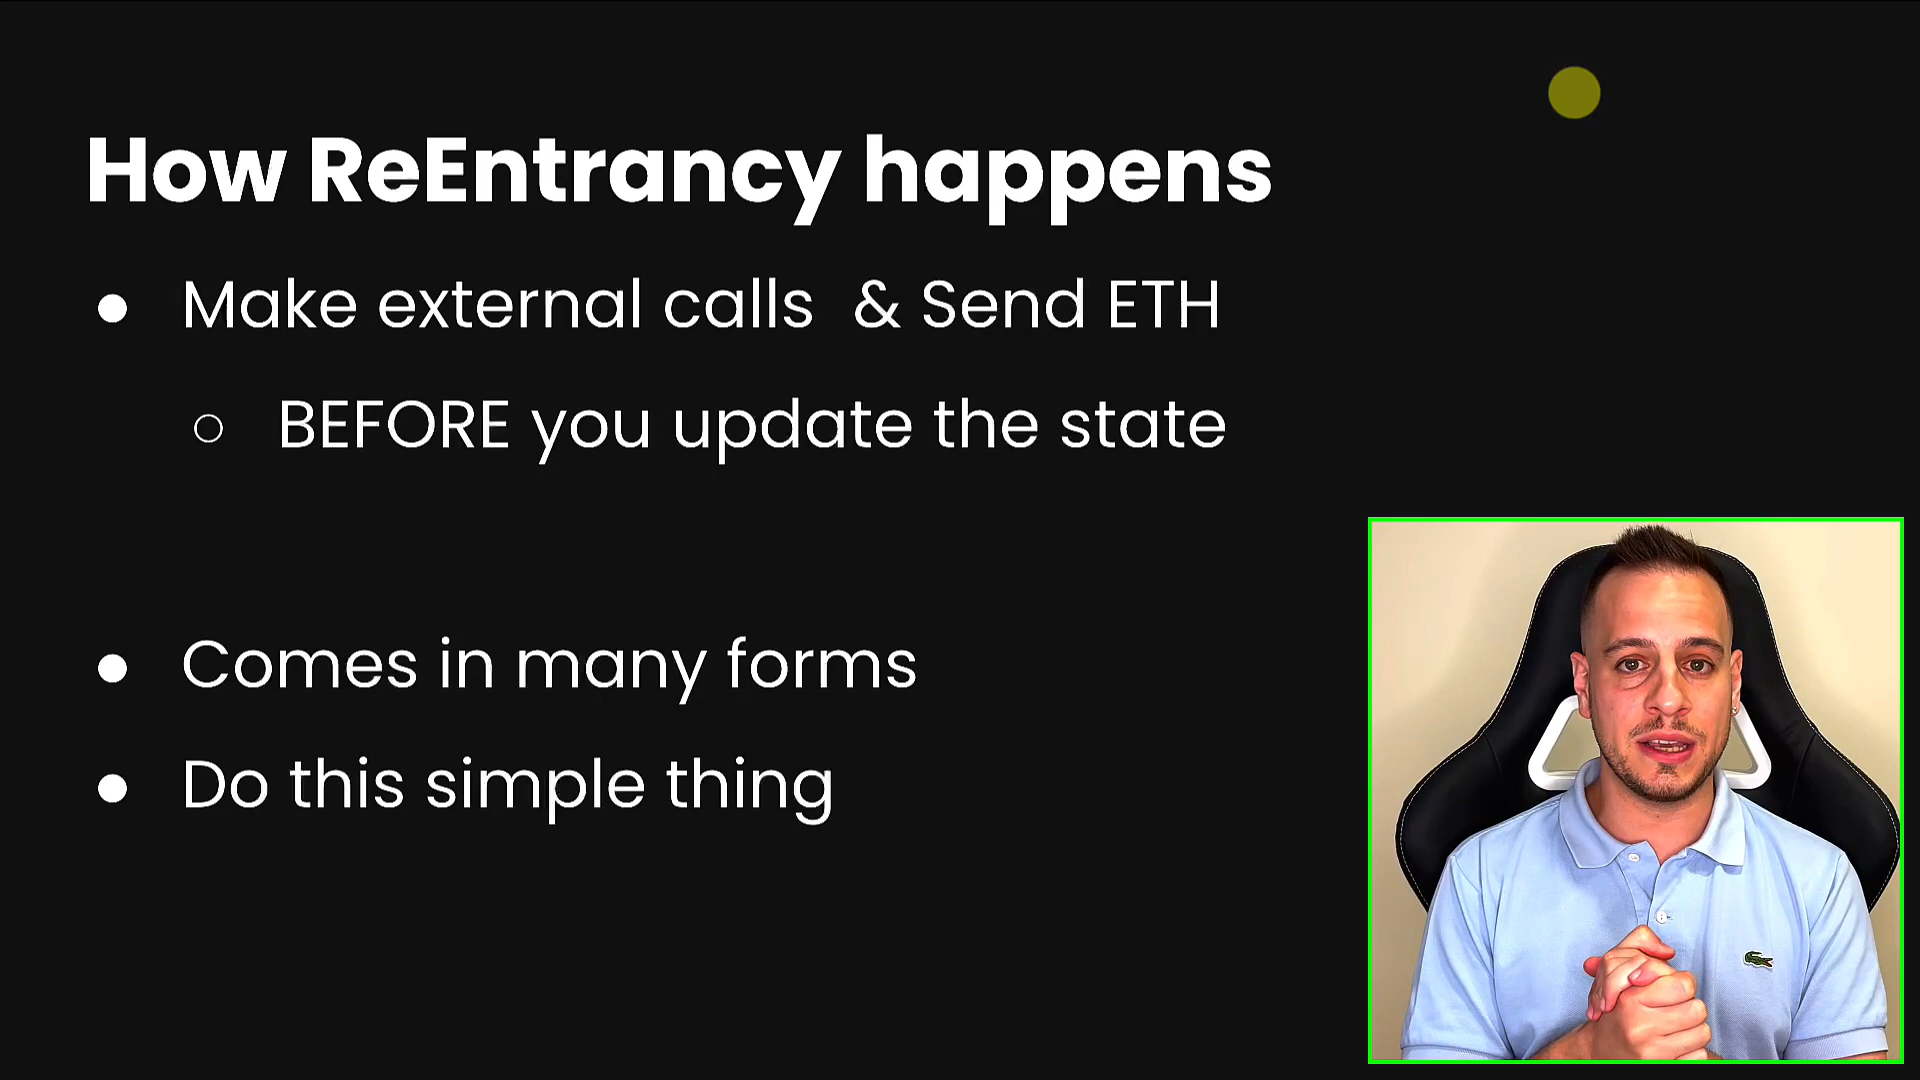 How ReEntrancy happens
● Make external calls & Send ETH
○ BEFORE you update the state
● Comes in many forms
● Do this simple thing